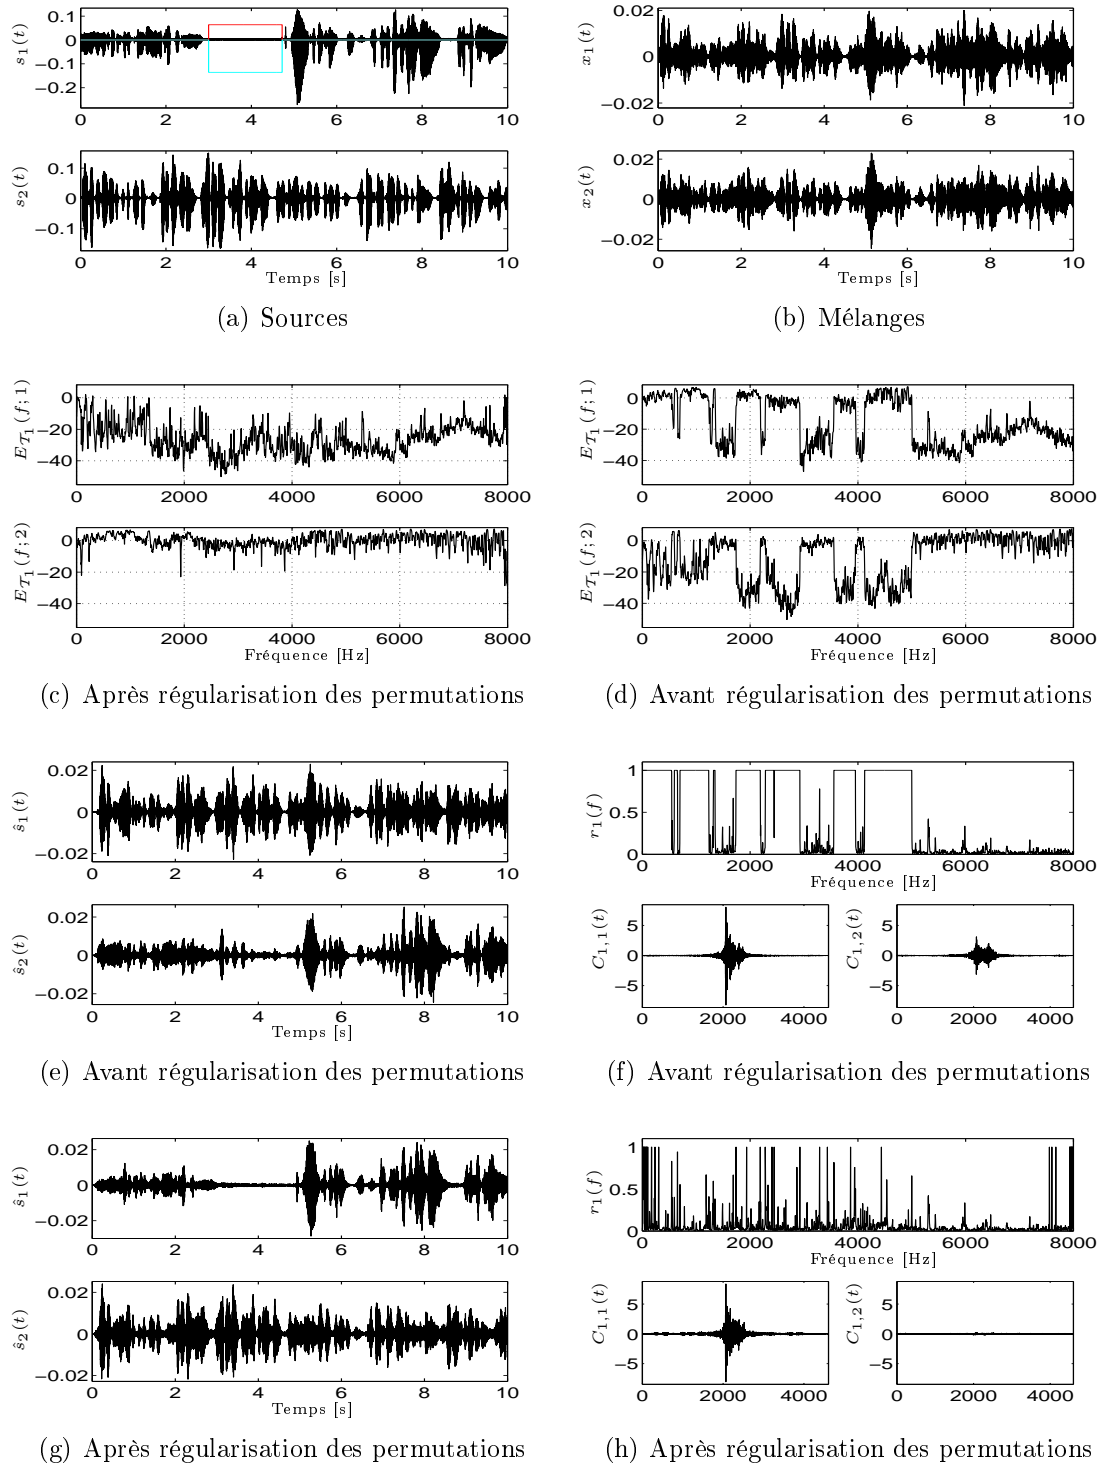 s₁(t)
0.1
0
−0.1
−0.2
0 2 4 6 8 10
s₂(t)
0.1
0
−0.1
0 2 4 6 8 10
Temps [s]
(a) Sources
x₁(t)
0.02
0
−0.02
0 2 4 6 8 10
x₂(t)
0.02
0
−0.02
0 2 4 6 8 10
Temps [s]
(b) Mélanges
E_𝒯₁(f; 1)
0
−20
−40
0 2000 4000 6000 8000
E_𝒯₁(f; 2)
0
−20
−40
0 2000 4000 6000 8000
Fréquence [Hz]
(c) Après régularisation des permutations
E_𝒯₁(f; 1)
0
−20
−40
0 2000 4000 6000 8000
E_𝒯₁(f; 2)
0
−20
−40
0 2000 4000 6000 8000
Fréquence [Hz]
(d) Avant régularisation des permutations
ŝ₁(t)
0.02
0
−0.02
0 2 4 6 8 10
ŝ₂(t)
0.02
0
−0.02
0 2 4 6 8 10
Temps [s]
(e) Avant régularisation des permutations
r₁(f)
1
0.5
0
0 2000 4000 6000 8000
Fréquence [Hz]
C₁,₁(t)
5
0
−5
0 2000 4000
C₁,₂(t)
5
0
−5
0 2000 4000
(f) Avant régularisation des permutations
ŝ₁(t)
0.02
0
−0.02
0 2 4 6 8 10
ŝ₂(t)
0.02
0
−0.02
0 2 4 6 8 10
Temps [s]
(g) Après régularisation des permutations
r₁(f)
1
0.5
0
0 2000 4000 6000 8000
Fréquence [Hz]
C₁,₁(t)
5
0
−5
0 2000 4000
C₁,₂(t)
5
0
−5
0 2000 4000
(h) Après régularisation des permutations